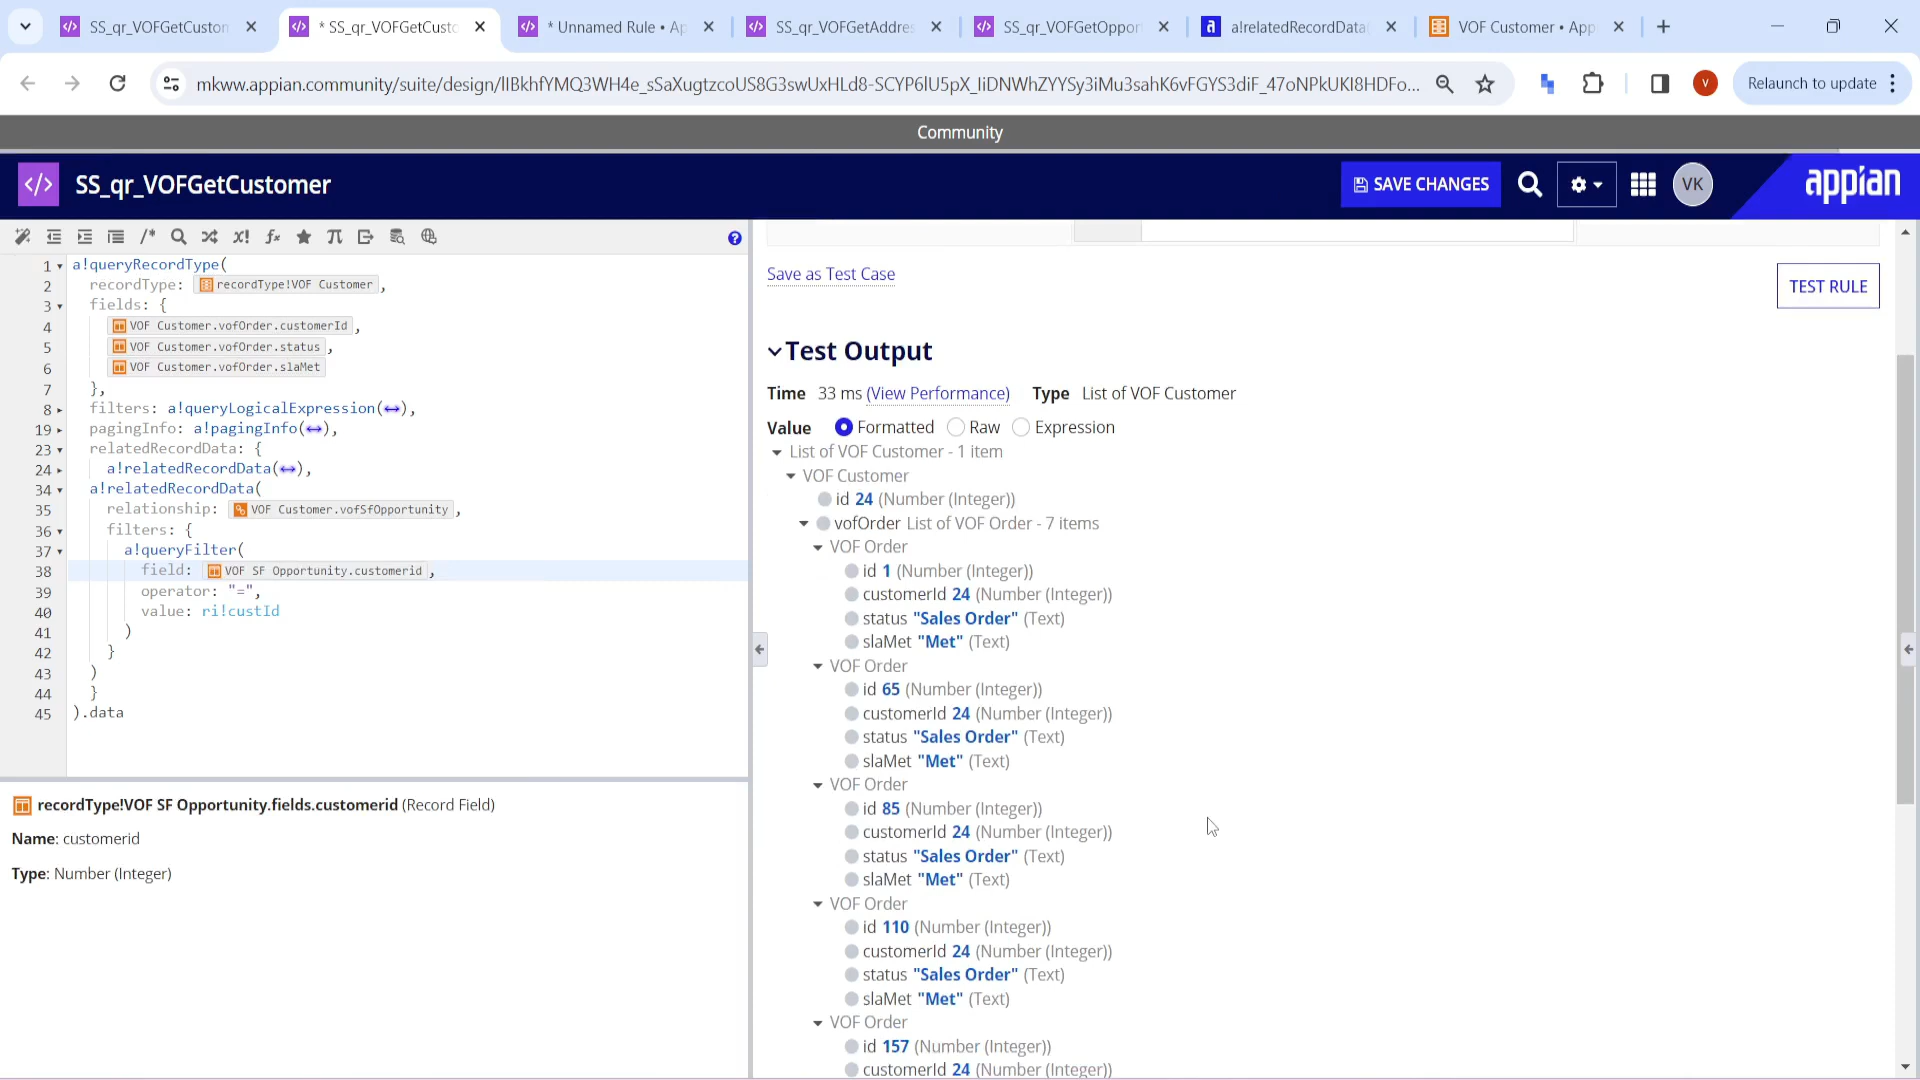 SS_qr_VOFGetCuston
* SS_qr_VOFGetCusto
* Unnamed Rule • Ap
SS_qr_VOFGetAddres
SS_qr_VOFGetOppor
a
a!relatedRecordData
VOF Customer • App
mkww.appian.community/suite/design/
V
Relaunch to update
Community
</> SS_qr_VOFGetCustomer
SAVE CHANGES
VK
appian
1 a!queryRecordType(
2 recordType: recordType!VOF Customer ,
3 fields: {
4 VOF Customer.vofOrder.customerId ,
5 VOF Customer.vofOrder.status ,
6 VOF Customer.vofOrder.slaMet
7 },
8 filters: a!queryLogicalExpression(↔),
19 pagingInfo: a!pagingInfo(↔),
23 relatedRecordData: {
24 a!relatedRecordData(↔),
34 a!relatedRecordData(
35 relationship: VOF Customer.vofSfOpportunity ,
36 filters: {
37 a!queryFilter(
38 field: VOF SF Opportunity.customerid ,
39 operator: "=",
40 value: ri!custId
41 )
42 }
43 )
44 }
45 ).data
recordType!VOF SF Opportunity.fields.customerid (Record Field)
Name: customerid
Type: Number (Integer)
Save as Test Case
TEST RULE
Test Output
Time 33 ms (View Performance) Type List of VOF Customer
Value Formatted Raw Expression
List of VOF Customer - 1 item
VOF Customer
id 24 (Number (Integer))
vofOrder List of VOF Order - 7 items
VOF Order
id 1 (Number (Integer))
customerId 24 (Number (Integer))
status "Sales Order" (Text)
slaMet "Met" (Text)
VOF Order
id 65 (Number (Integer))
customerId 24 (Number (Integer))
status "Sales Order" (Text)
slaMet "Met" (Text)
VOF Order
id 85 (Number (Integer))
customerId 24 (Number (Integer))
status "Sales Order" (Text)
slaMet "Met" (Text)
VOF Order
id 110 (Number (Integer))
customerId 24 (Number (Integer))
status "Sales Order" (Text)
slaMet "Met" (Text)
VOF Order
id 157 (Number (Integer))
customerId 24 (Number (Integer))